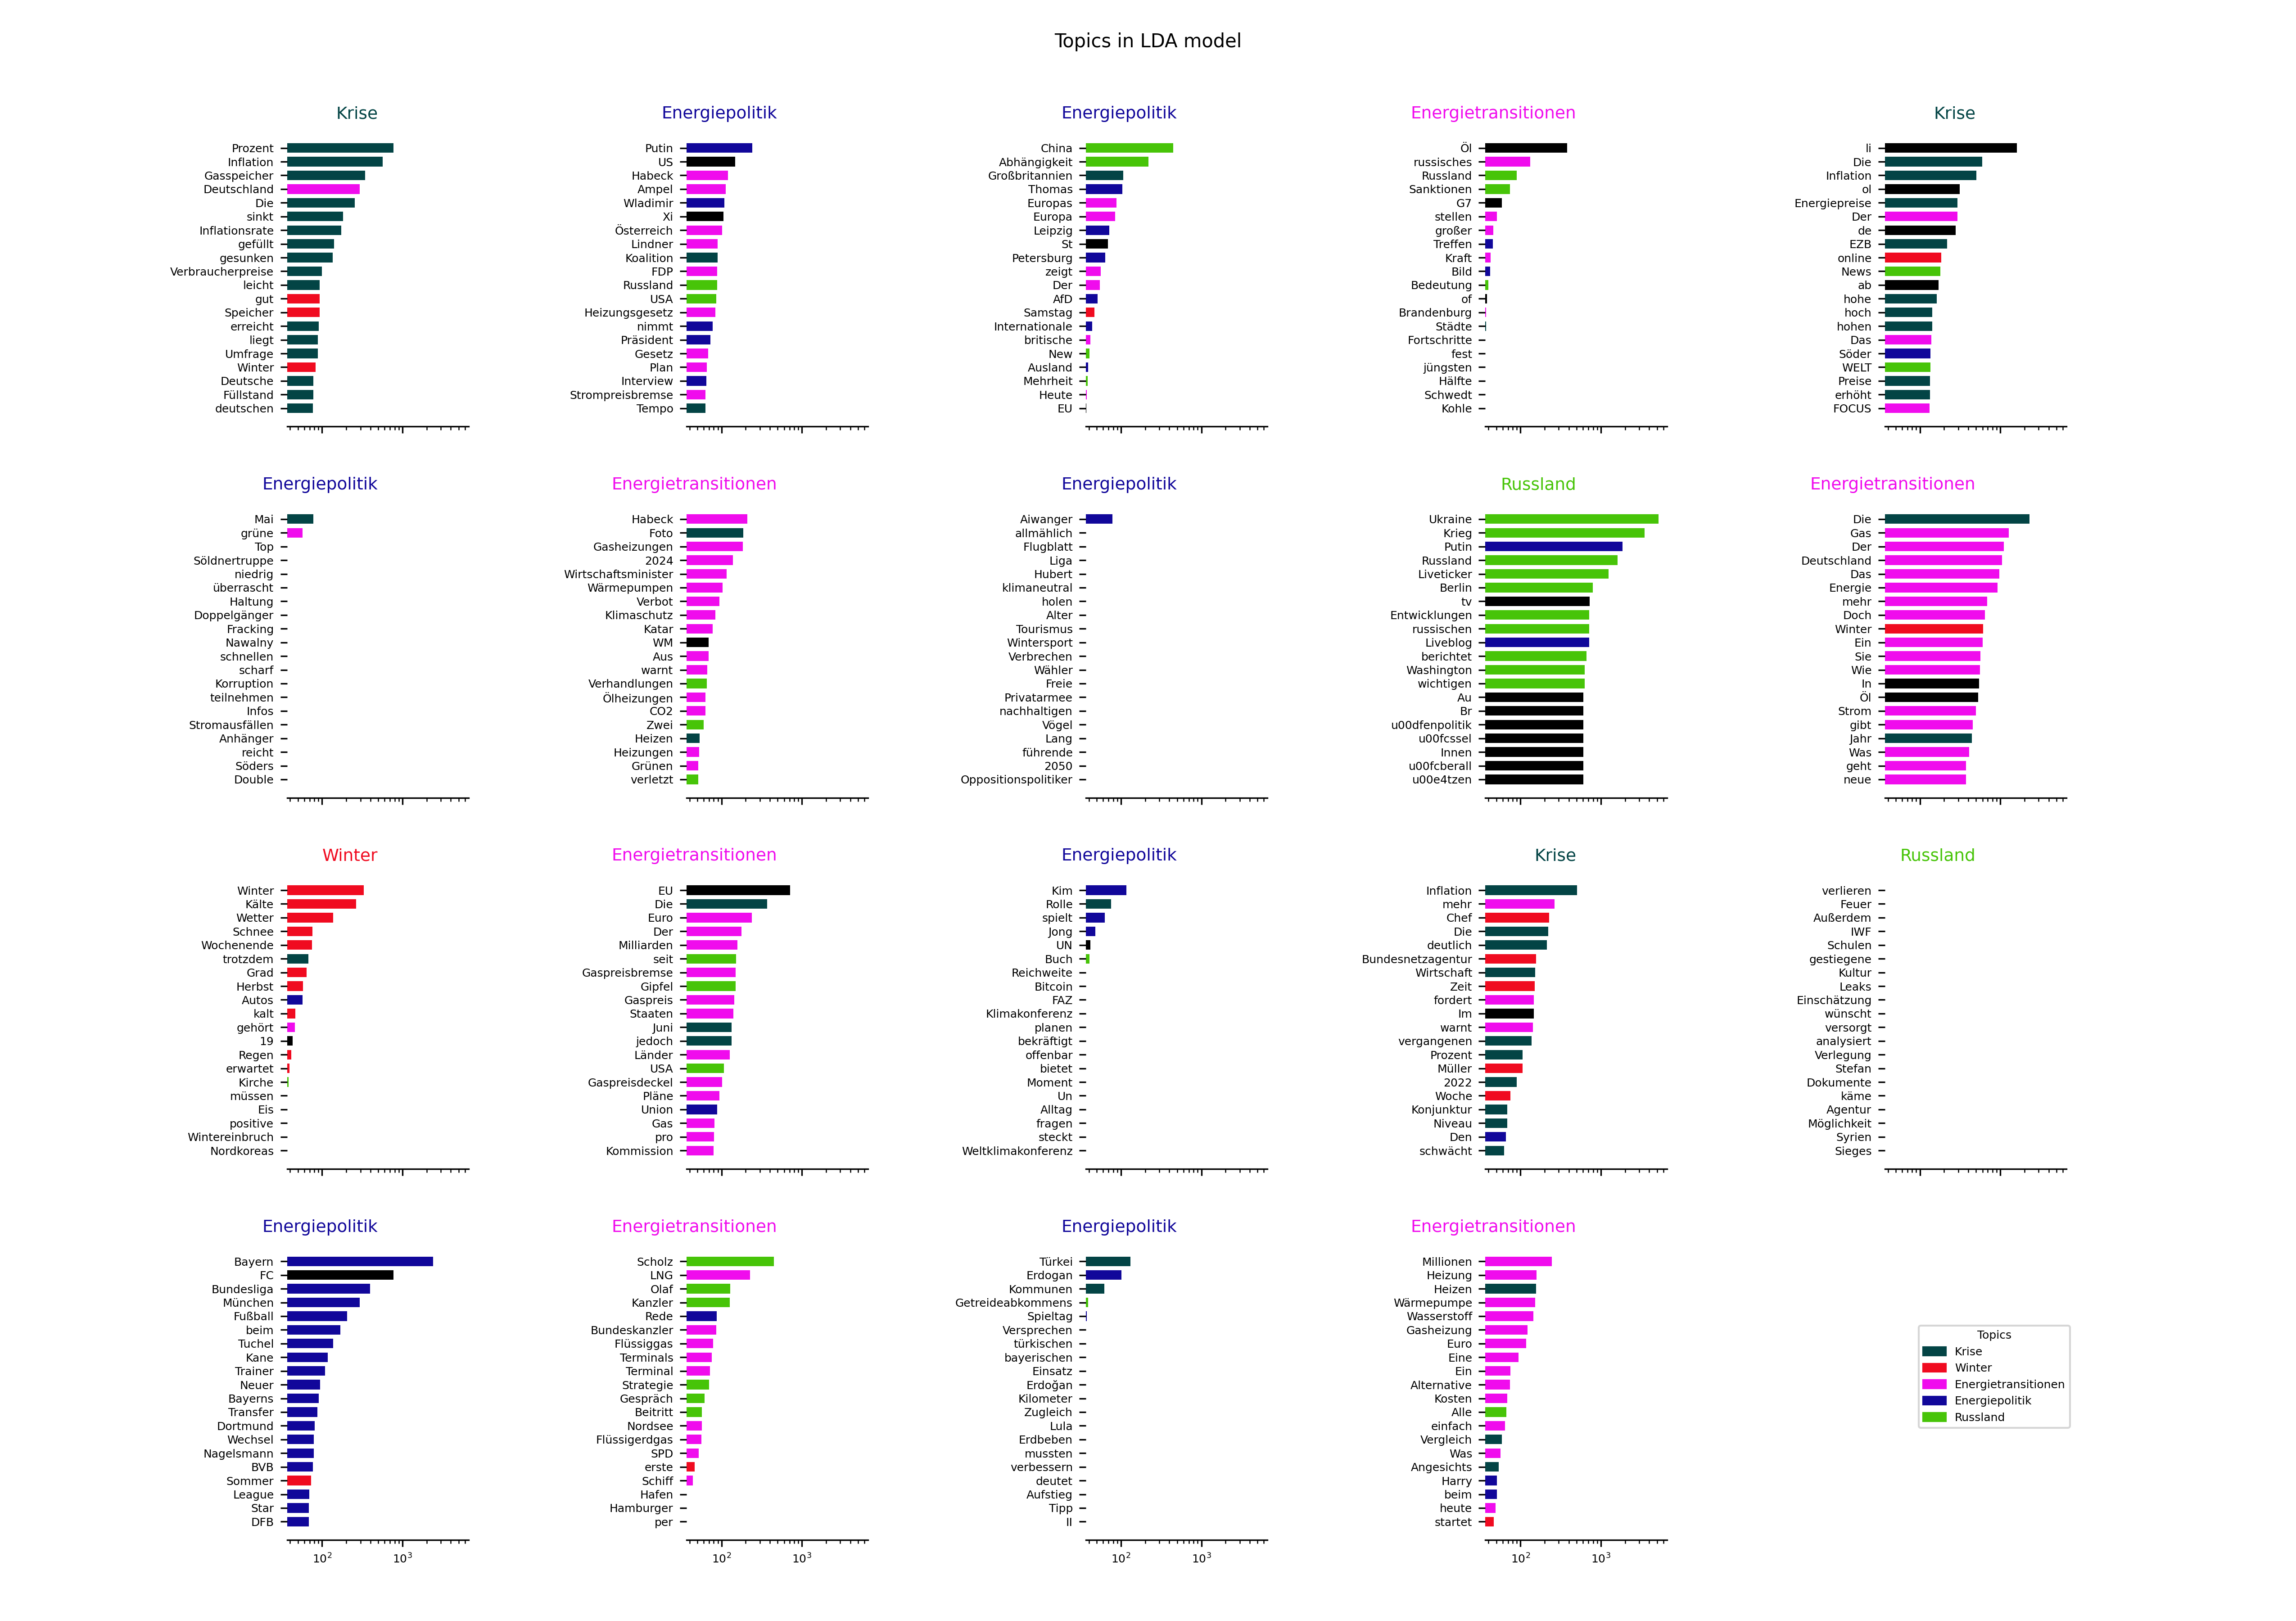 Topics in LDA model
Krise
Prozent
Inflation
Gasspeicher
Deutschland
Die
sinkt
Inflationsrate
gefüllt
gesunken
Verbraucherpreise
leicht
gut
Speicher
erreicht
liegt
Umfrage
Winter
Deutsche
Füllstand
deutschen
Energiepolitik
Putin
US
Habeck
Ampel
Wladimir
Xi
Österreich
Lindner
Koalition
FDP
Russland
USA
Heizungsgesetz
nimmt
Präsident
Gesetz
Plan
Interview
Strompreisbremse
Tempo
Energiepolitik
China
Abhängigkeit
Großbritannien
Thomas
Europas
Europa
Leipzig
St
Petersburg
zeigt
Der
AfD
Samstag
Internationale
britische
New
Ausland
Mehrheit
Heute
EU
Energietransitionen
Öl
russisches
Russland
Sanktionen
G7
stellen
großer
Treffen
Kraft
Bild
Bedeutung
of
Brandenburg
Städte
Fortschritte
fest
jüngsten
Hälfte
Schwedt
Kohle
Krise
li
Die
Inflation
ol
Energiepreise
Der
de
EZB
online
News
ab
hohe
hoch
hohen
Das
Söder
WELT
Preise
erhöht
FOCUS
Energiepolitik
Mai
grüne
Top
Söldnertruppe
niedrig
überrascht
Haltung
Doppelgänger
Fracking
Nawalny
schnellen
scharf
Korruption
teilnehmen
Infos
Stromausfällen
Anhänger
reicht
Söders
Double
Energietransitionen
Habeck
Foto
Gasheizungen
2024
Wirtschaftsminister
Wärmepumpen
Verbot
Klimaschutz
Katar
WM
Aus
warnt
Verhandlungen
Ölheizungen
CO2
Zwei
Heizen
Heizungen
Grünen
verletzt
Energiepolitik
Aiwanger
allmählich
Flugblatt
Liga
Hubert
klimaneutral
holen
Alter
Tourismus
Wintersport
Verbrechen
Wähler
Freie
Privatarmee
nachhaltigen
Vögel
Lang
führende
2050
Oppositionspolitiker
Russland
Ukraine
Krieg
Putin
Russland
Liveticker
Berlin
tv
Entwicklungen
russischen
Liveblog
berichtet
Washington
wichtigen
Au
Br
u00dfenpolitik
u00fcssel
Innen
u00fcberall
u00e4tzen
Energietransitionen
Die
Gas
Der
Deutschland
Das
Energie
mehr
Doch
Winter
Ein
Sie
Wie
In
Öl
Strom
gibt
Jahr
Was
geht
neue
Winter
Winter
Kälte
Wetter
Schnee
Wochenende
trotzdem
Grad
Herbst
Autos
kalt
gehört
19
Regen
erwartet
Kirche
müssen
Eis
positive
Wintereinbruch
Nordkoreas
Energietransitionen
EU
Die
Euro
Der
Milliarden
seit
Gaspreisbremse
Gipfel
Gaspreis
Staaten
Juni
jedoch
Länder
USA
Gaspreisdeckel
Pläne
Union
Gas
pro
Kommission
Energiepolitik
Kim
Rolle
spielt
Jong
UN
Buch
Reichweite
Bitcoin
FAZ
Klimakonferenz
planen
bekräftigt
offenbar
bietet
Moment
Un
Alltag
fragen
steckt
Weltklimakonferenz
Krise
Inflation
mehr
Chef
Die
deutlich
Bundesnetzagentur
Wirtschaft
Zeit
fordert
Im
warnt
vergangenen
Prozent
Müller
2022
Woche
Konjunktur
Niveau
Den
schwächt
Russland
verlieren
Feuer
Außerdem
IWF
Schulen
gestiegene
Kultur
Leaks
Einschätzung
wünscht
versorgt
analysiert
Verlegung
Stefan
Dokumente
käme
Agentur
Möglichkeit
Syrien
Sieges
Energiepolitik
Bayern
FC
Bundesliga
München
Fußball
beim
Tuchel
Kane
Trainer
Neuer
Bayerns
Transfer
Dortmund
Wechsel
Nagelsmann
BVB
Sommer
League
Star
DFB
10² 10³
Energietransitionen
Scholz
LNG
Olaf
Kanzler
Rede
Bundeskanzler
Flüssiggas
Terminals
Terminal
Strategie
Gespräch
Beitritt
Nordsee
Flüssigerdgas
SPD
erste
Schiff
Hafen
Hamburger
per
10² 10³
Energiepolitik
Türkei
Erdogan
Kommunen
Getreideabkommens
Spieltag
Versprechen
türkischen
bayerischen
Einsatz
Erdoğan
Kilometer
Zugleich
Lula
Erdbeben
mussten
verbessern
deutet
Aufstieg
Tipp
II
10² 10³
Energietransitionen
Millionen
Heizung
Heizen
Wärmepumpe
Wasserstoff
Gasheizung
Euro
Eine
Ein
Alternative
Kosten
Alle
einfach
Vergleich
Was
Angesichts
Harry
beim
heute
startet
10² 10³
Topics
Krise
Winter
Energietransitionen
Energiepolitik
Russland